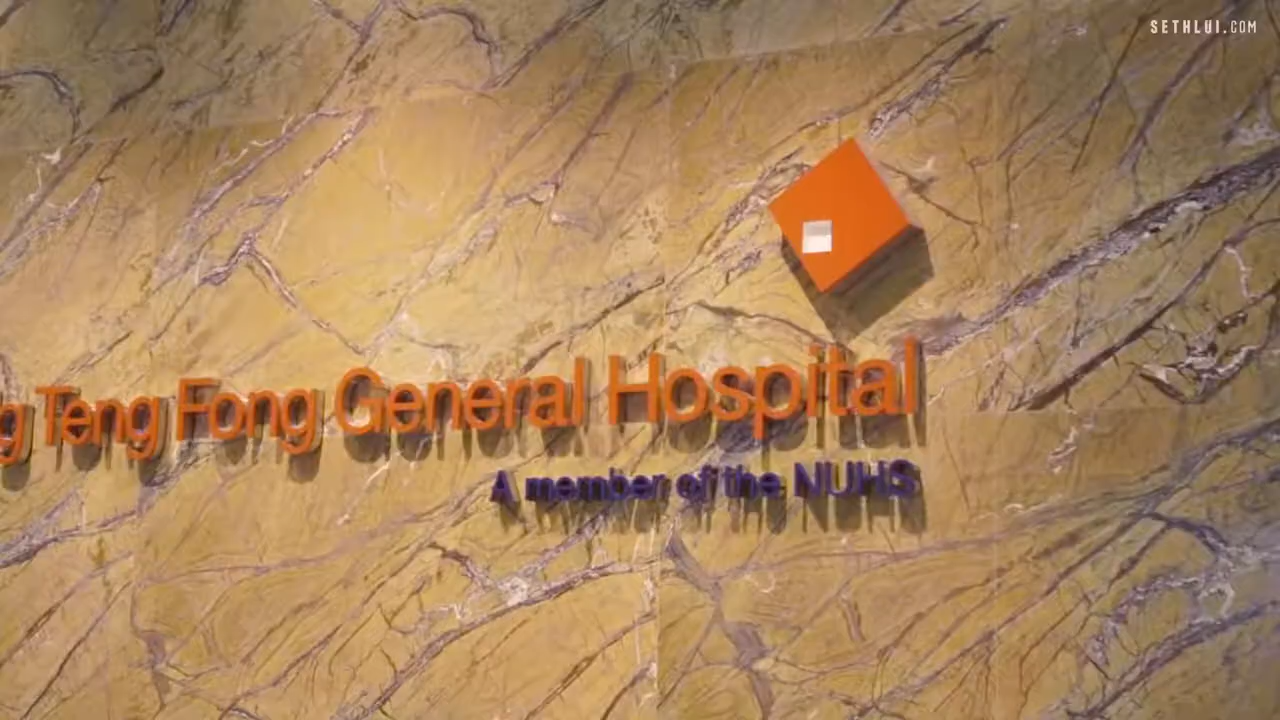 SETHLUI.COM
g Teng Fong General Hospital
A member of the NUHS